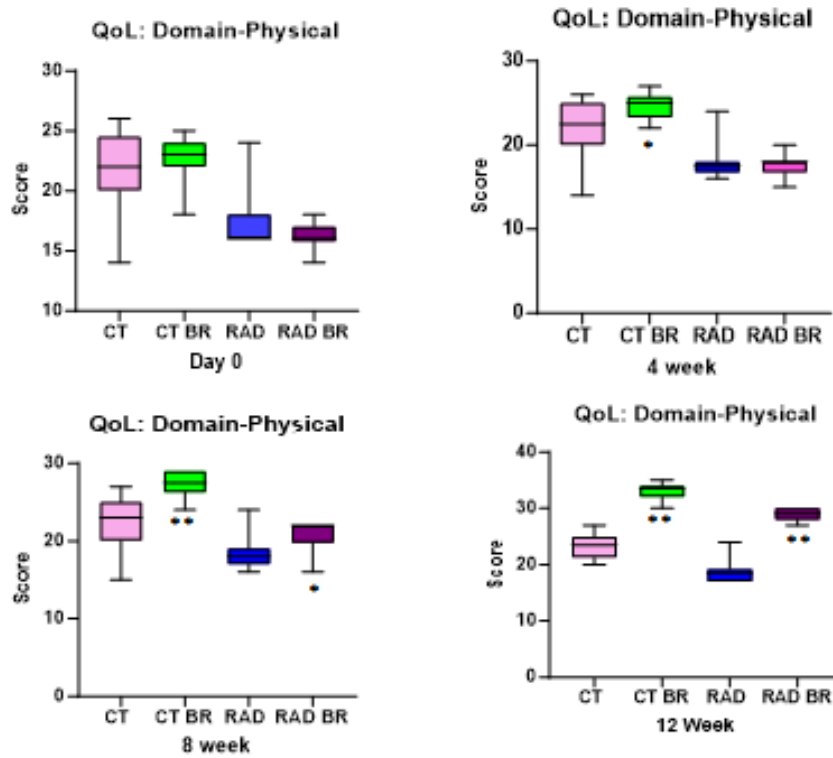 QoL: Domain-Physical
30
25
20
15
10
Score
CT CT BR RAD RAD BR
Day 0
QoL: Domain-Physical
30
20
10
0
Score
CT CT BR RAD RAD BR
4 week
QoL: Domain-Physical
30
20
10
0
Score
CT CT BR RAD RAD BR
8 week
QoL: Domain-Physical
40
30
20
10
0
Score
CT CT BR RAD RAD BR
12 Week